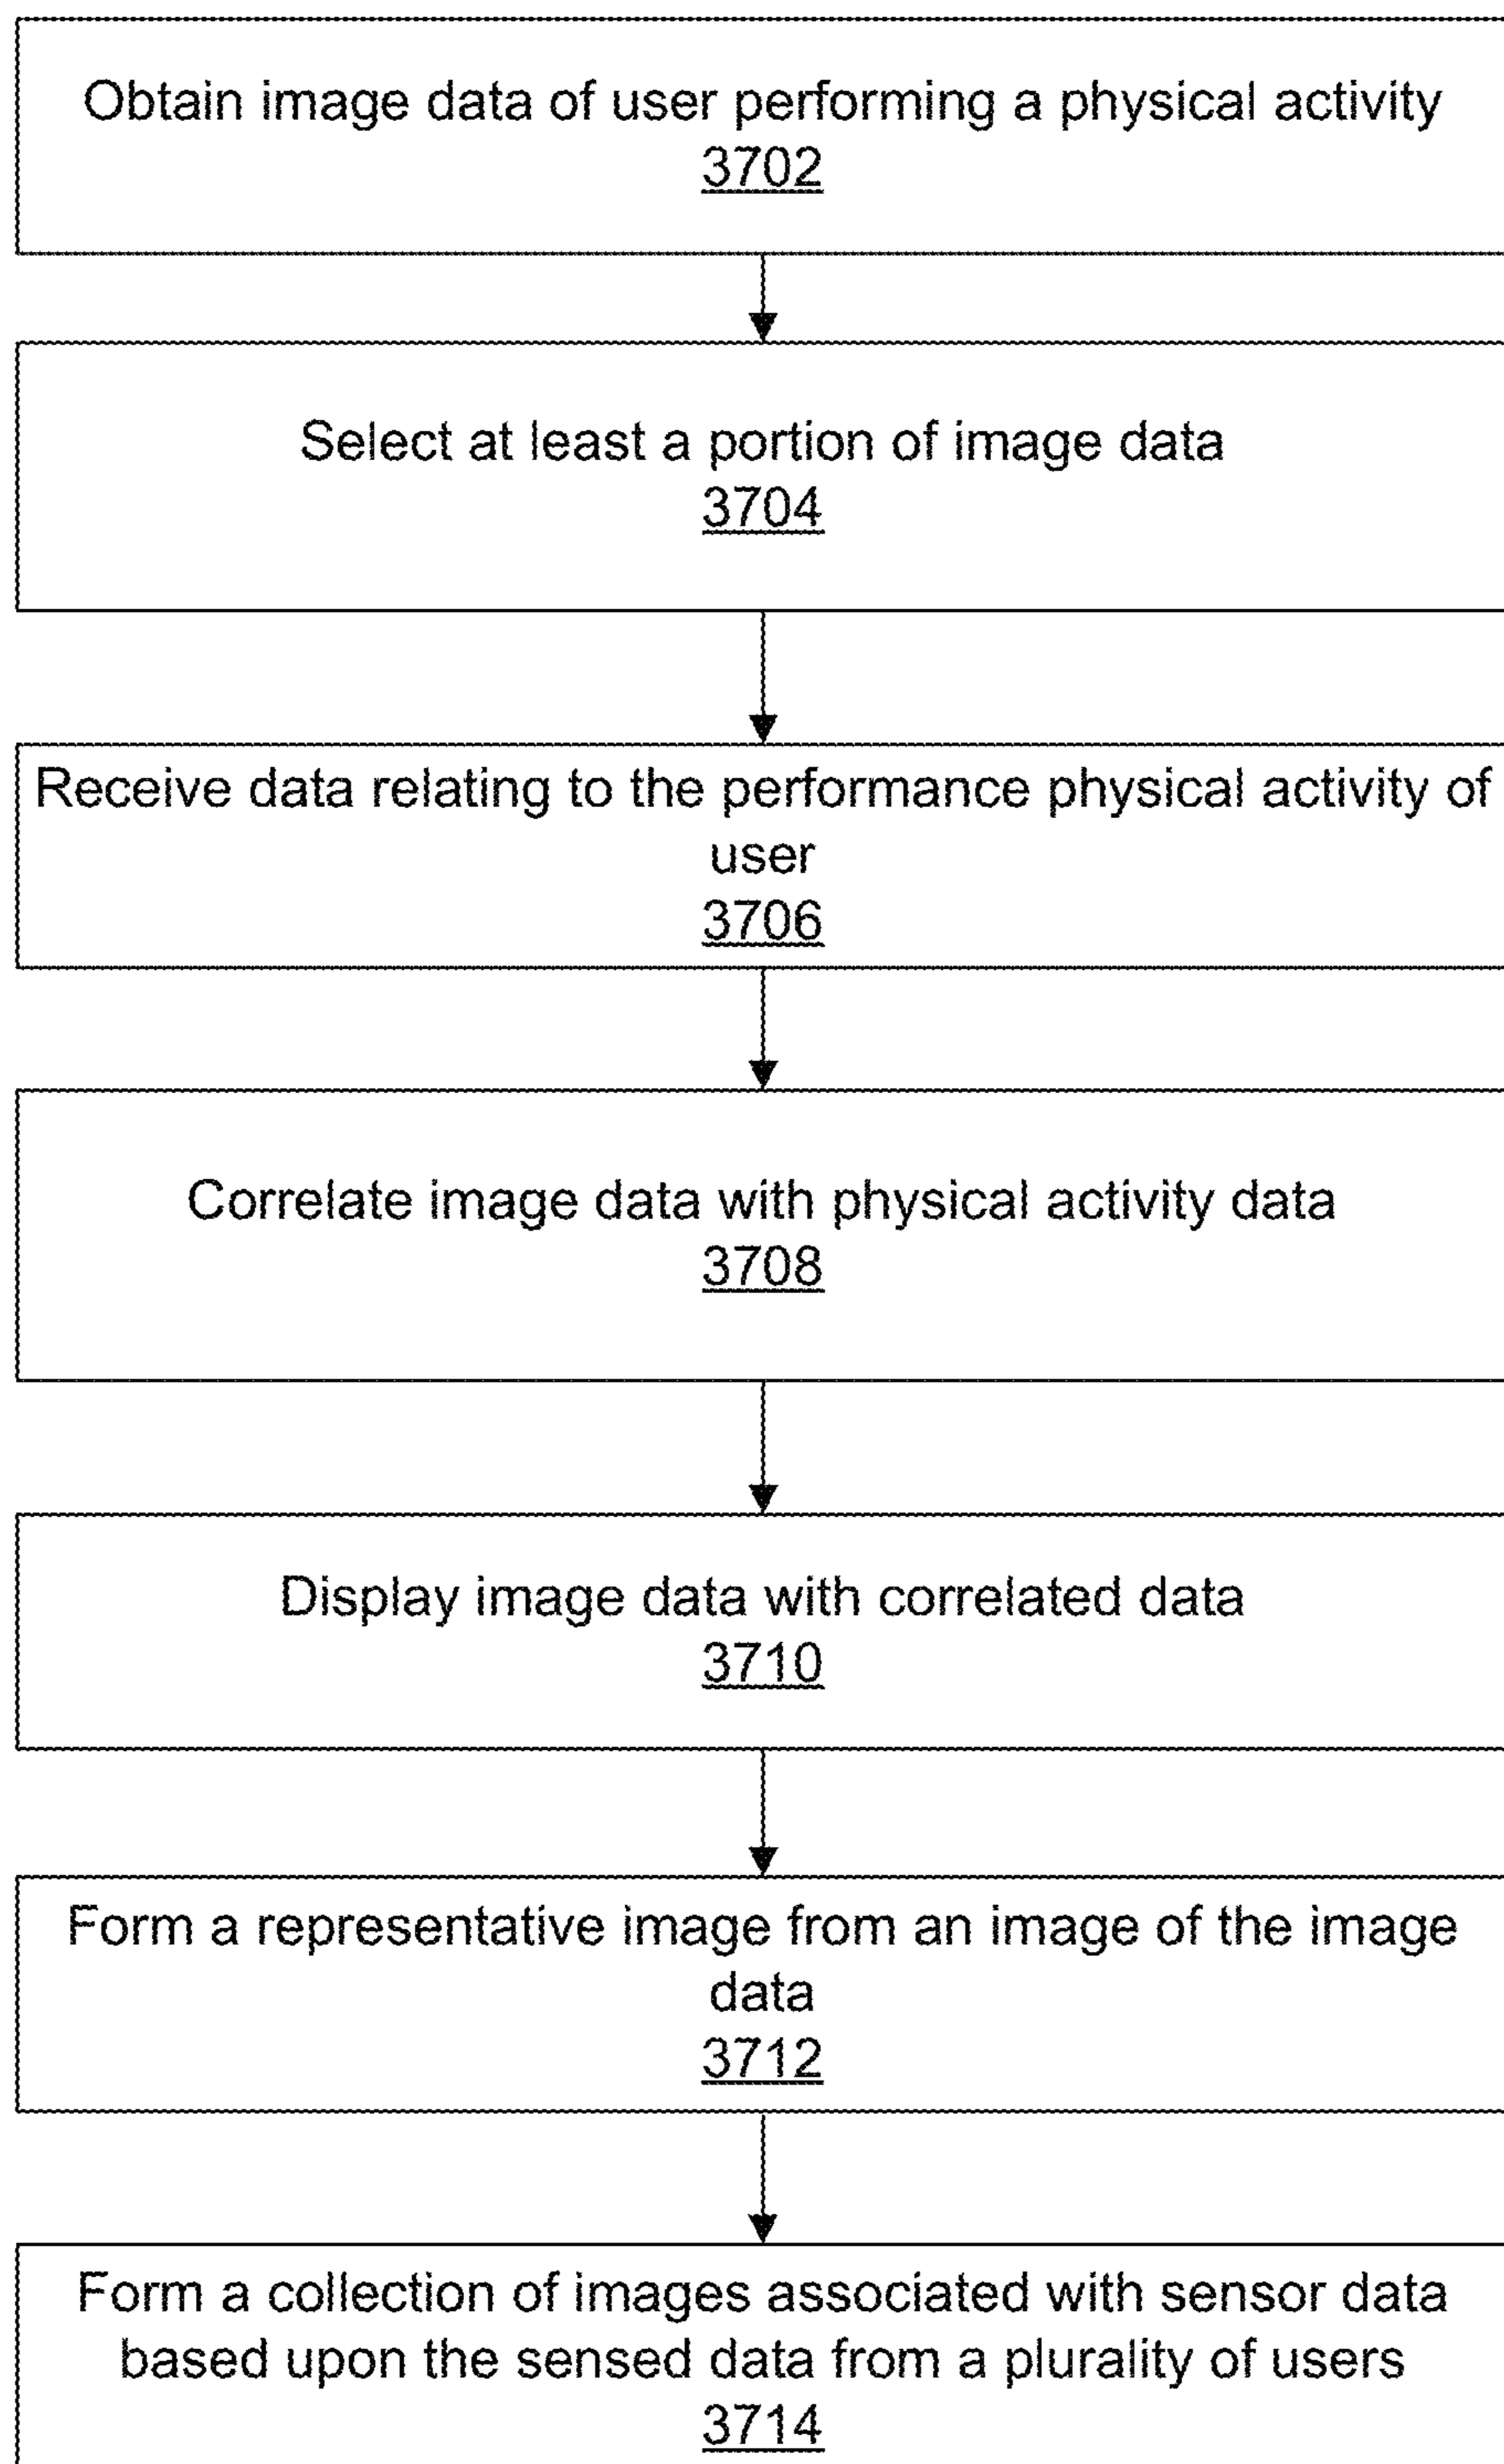 Obtain image data of user performing a physical activity
3702
Select at least a portion of image data
3704
Receive data relating to the performance physical activity of
user
3706
Correlate image data with physical activity data
3708
Display image data with correlated data
3710
Form a representative image from an image of the image
data
3712
Form a collection of images associated with sensor data
based upon the sensed data from a plurality of users
3714